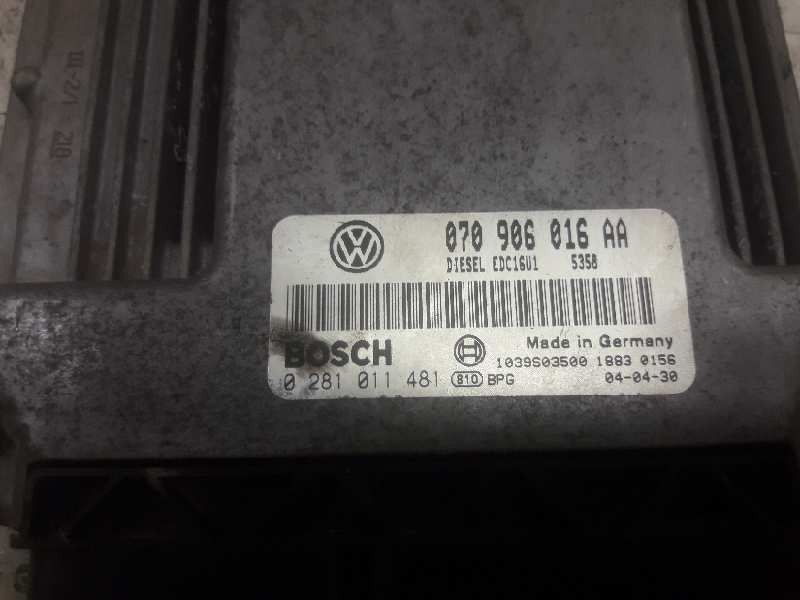 070 906 016 AA
DIESEL EDC16U1 5358
BOSCH
Made in Germany
1039S03500 1883 0156
0 281 011 481 810 BPG 04-04-30